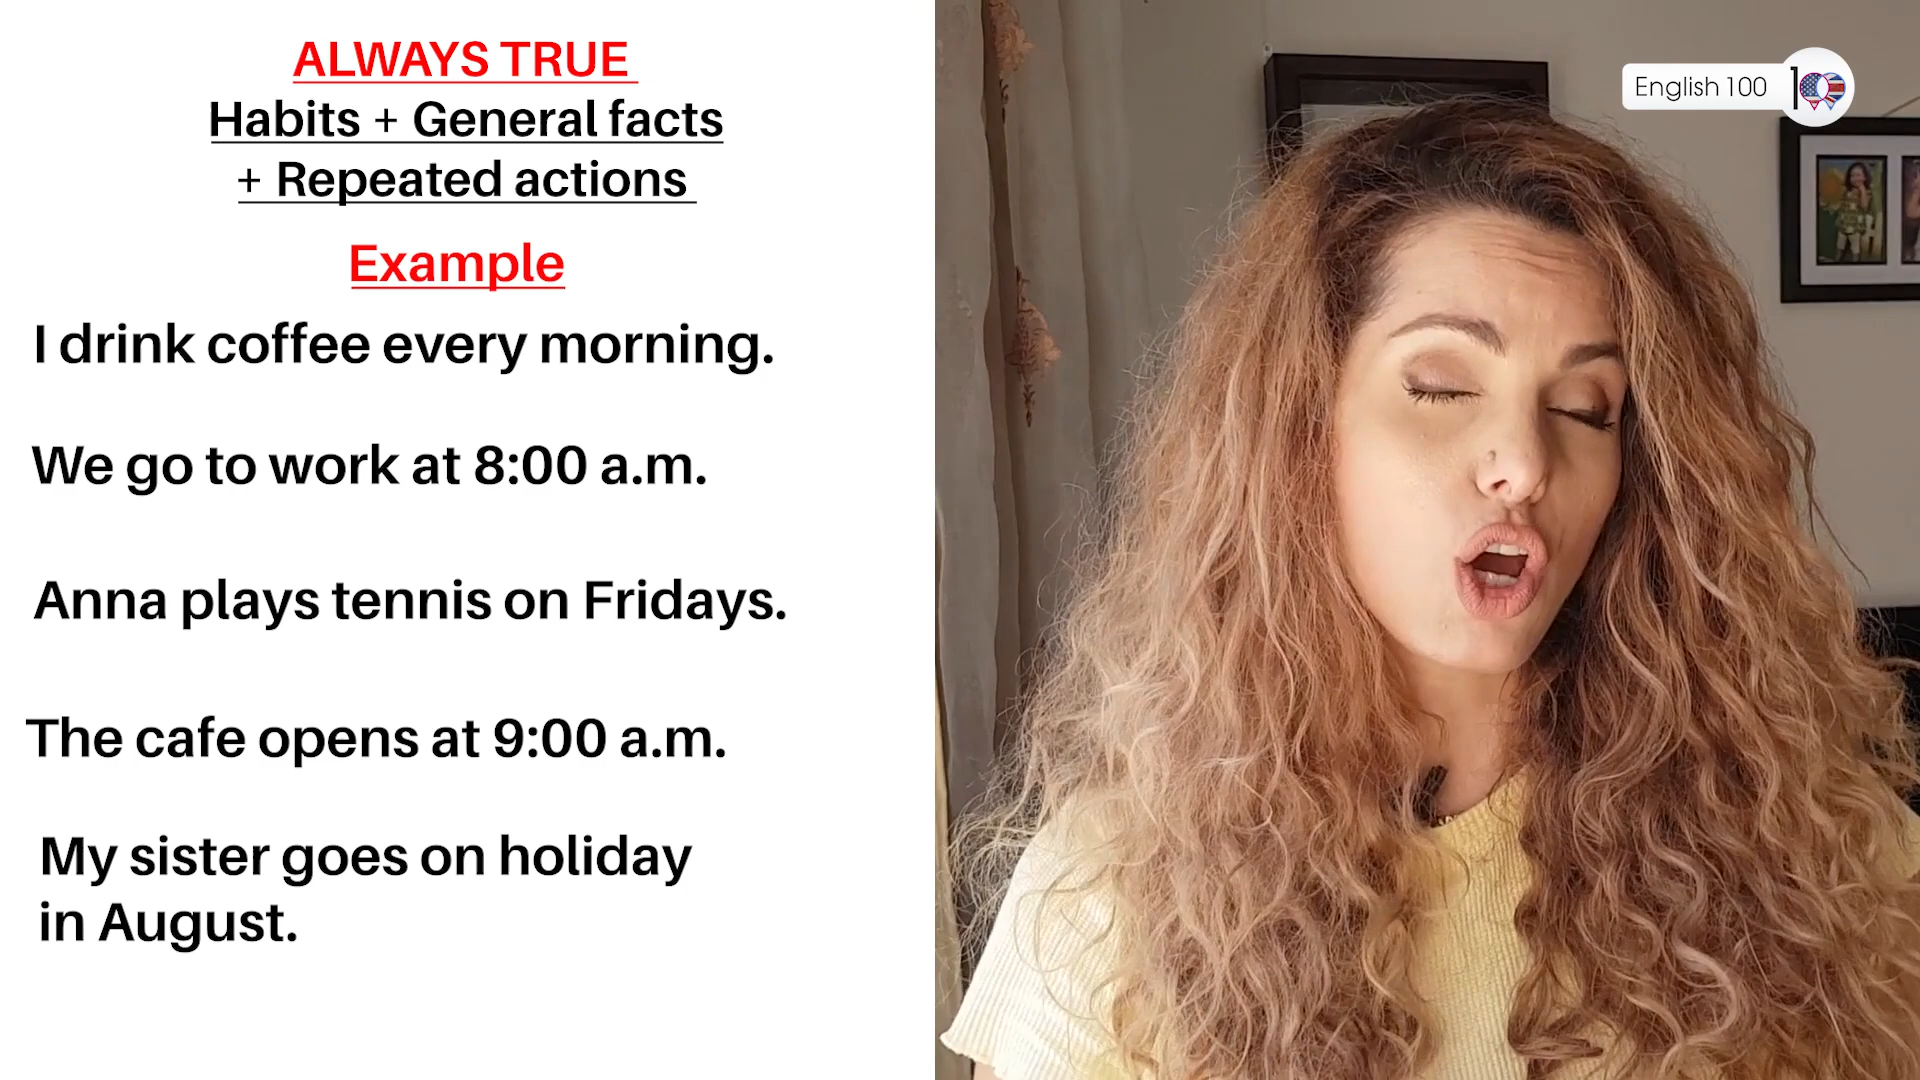 ALWAYS TRUE
Habits + General facts
+ Repeated actions
Example
I drink coffee every morning.
We go to work at 8:00 a.m.
Anna plays tennis on Fridays.
The cafe opens at 9:00 a.m.
My sister goes on holiday
in August.
English 100
10